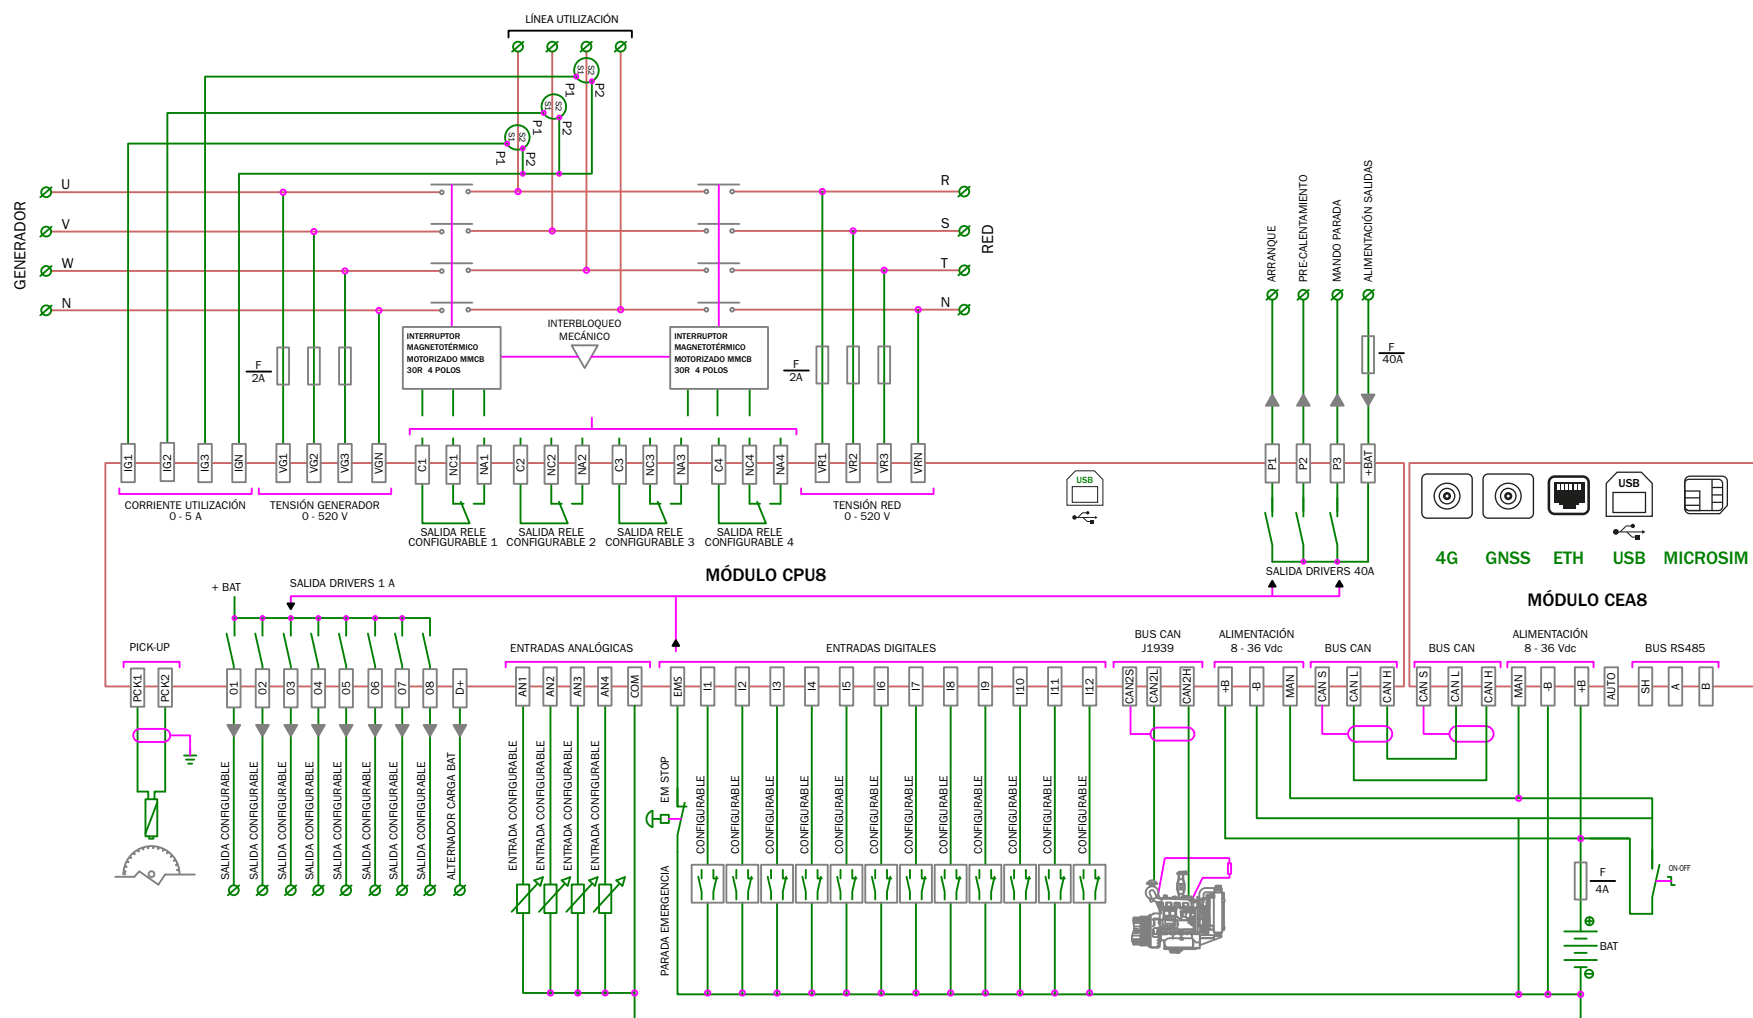 LÍNEA UTILIZACIÓN
S1 S2
P1 P2
S1 S2
P1 P2
S1 S2
P1 P2
GENERADOR
U
V
W
N
R
S
T
N
RED
ARRANQUE
PRE-CALENTAMIENTO
MANDO PARADA
ALIMENTACIÓN SALIDAS
INTERBLOQUEO
MECÁNICO
INTERRUPTOR
MAGNETOTÉRMICO
MOTORIZADO MMCB
3OR 4 POLOS
INTERRUPTOR
MAGNETOTÉRMICO
MOTORIZADO MMCB
3OR 4 POLOS
F
2A
F
2A
F
40A
IG1 IG2 IG3 IGN VG1 VG2 VG3 VGN C1 NC1 NA1 C2 NC2 NA2 C3 NC3 NA3 C4 NC4 NA4 VR1 VR2 VR3 VRN P1 P2 P3 +BAT
CORRIENTE UTILIZACIÓN
0 - 5 A
TENSIÓN GENERADOR
0 - 520 V
SALIDA RELE
CONFIGURABLE 1
SALIDA RELE
CONFIGURABLE 2
SALIDA RELE
CONFIGURABLE 3
SALIDA RELE
CONFIGURABLE 4
TENSIÓN RED
0 - 520 V
USB
USB
4G GNSS ETH USB MICROSIM
SALIDA DRIVERS 40A
MÓDULO CPU8
MÓDULO CEA8
+ BAT
SALIDA DRIVERS 1 A
PICK-UP
ENTRADAS ANALÓGICAS
ENTRADAS DIGITALES
BUS CAN
J1939
ALIMENTACIÓN
8 - 36 Vdc
BUS CAN
BUS CAN
ALIMENTACIÓN
8 - 36 Vdc
BUS RS485
PCK1 PCK2 O1 O2 O3 O4 O5 O6 O7 O8 D+ AN1 AN2 AN3 AN4 COM EMS I1 I2 I3 I4 I5 I6 I7 I8 I9 I10 I11 I12 CAN2S CAN2L CAN2H +B -B MAN CAN S CAN L CAN H CAN S CAN L CAN H MAN -B +B AUTO SH A B
SALIDA CONFIGURABLE
SALIDA CONFIGURABLE
SALIDA CONFIGURABLE
SALIDA CONFIGURABLE
SALIDA CONFIGURABLE
SALIDA CONFIGURABLE
SALIDA CONFIGURABLE
SALIDA CONFIGURABLE
ALTERNADOR CARGA BAT
ENTRADA CONFIGURABLE
ENTRADA CONFIGURABLE
ENTRADA CONFIGURABLE
ENTRADA CONFIGURABLE
PARADA EMERGENCIA
EM STOP
CONFIGURABLE
CONFIGURABLE
CONFIGURABLE
CONFIGURABLE
CONFIGURABLE
CONFIGURABLE
CONFIGURABLE
CONFIGURABLE
CONFIGURABLE
CONFIGURABLE
CONFIGURABLE
CONFIGURABLE
F
4A
ON-OFF
BAT